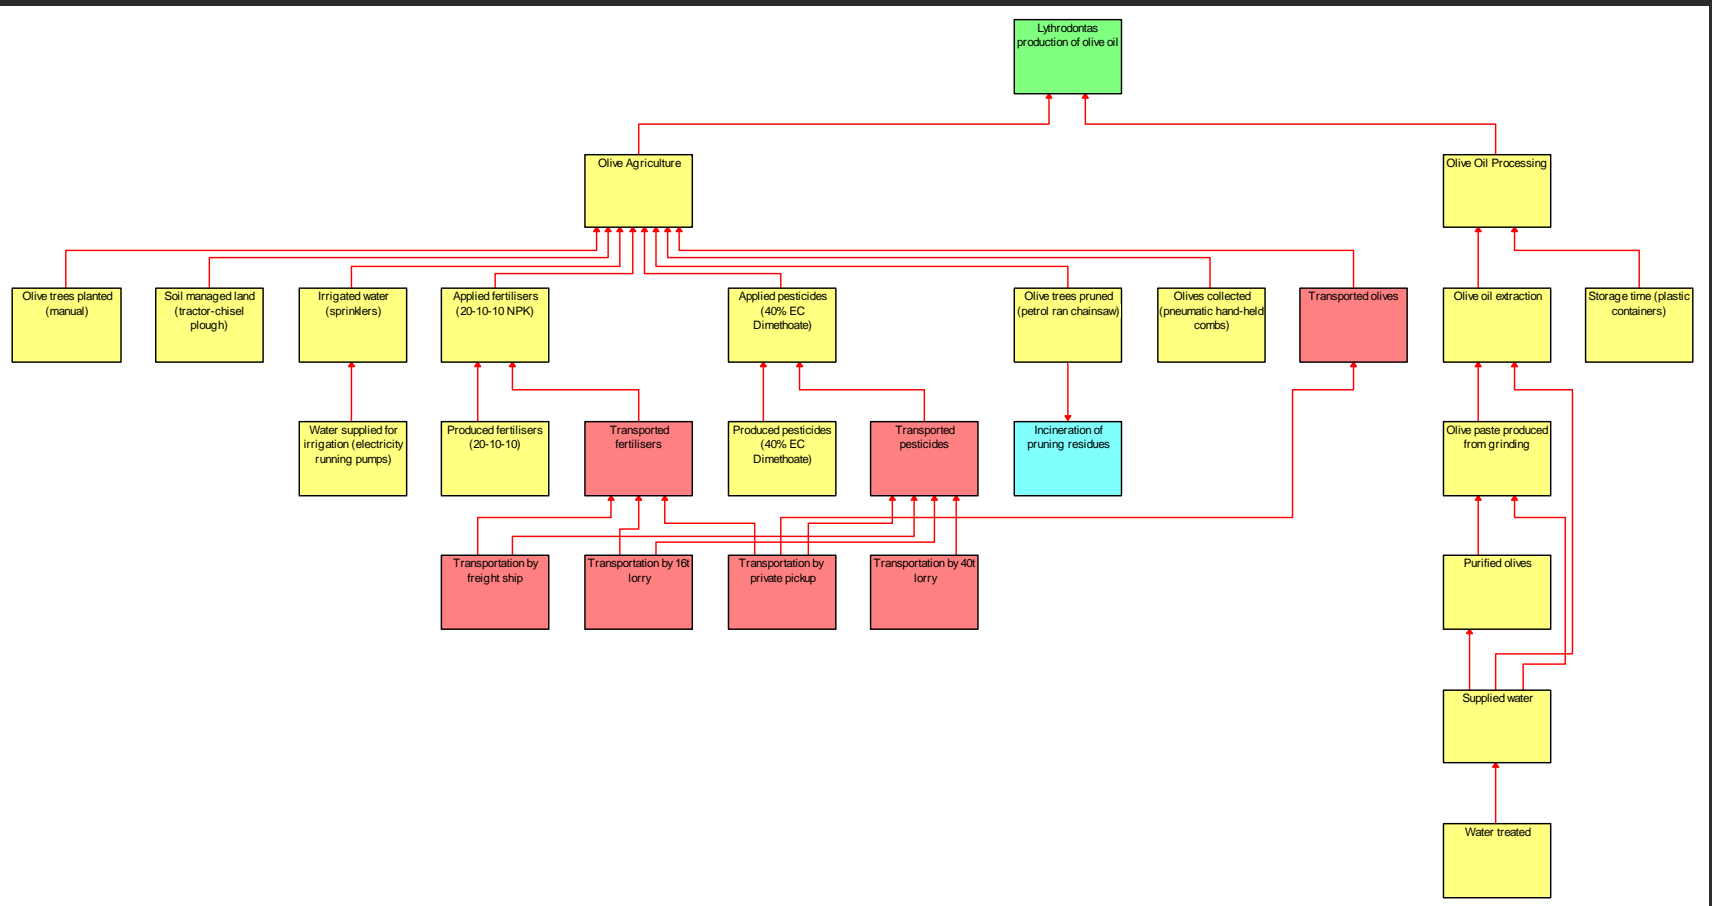 Lythrodontas
production of olive oil
Olive Agriculture
Olive Oil Processing
Olive trees planted
(manual)
Soil managed land
(tractor-chisel
plough)
Irrigated water
(sprinklers)
Applied fertilisers
(20-10-10 NPK)
Applied pesticides
(40% EC
Dimethoate)
Olive trees pruned
(petrol ran chainsaw)
Olives collected
(pneumatic hand-held
combs)
Transported olives
Olive oil extraction
Storage time (plastic
containers)
Water supplied for
irrigation (electricity
running pumps)
Produced fertilisers
(20-10-10)
Transported
fertilisers
Produced pesticides
(40% EC
Dimethoate)
Transported
pesticides
Incineration of
pruning residues
Olive paste produced
from grinding
Transportation by
freight ship
Transportation by 16t
lorry
Transportation by
private pickup
Transportation by 40t
lorry
Purified olives
Supplied water
Water treated